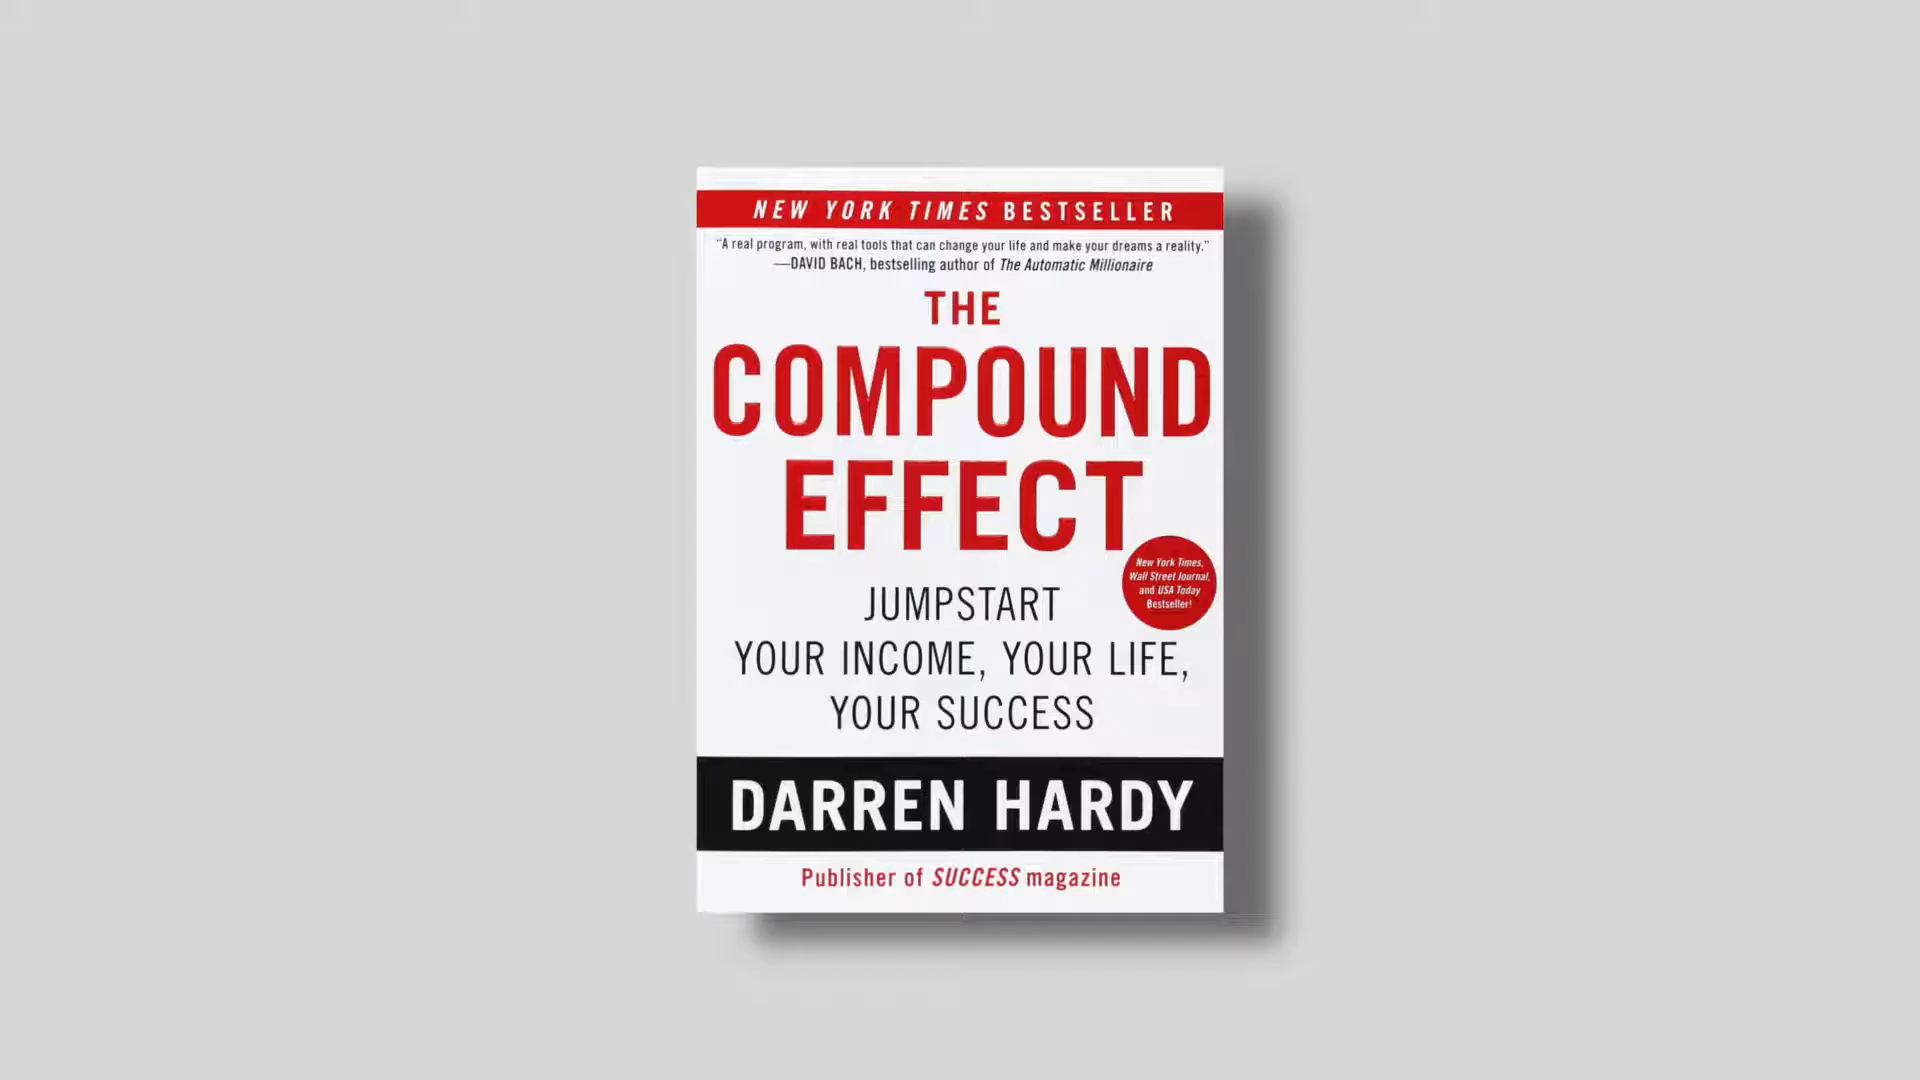 NEW YORK TIMES BESTSELLER
“A real program, with real tools that can change your life and make your dreams a reality.”
—DAVID BACH, bestselling author of The Automatic Millionaire
THE
COMPOUND
EFFECT
New York Times,
Wall Street Journal,
and USA Today
Bestseller!
JUMPSTART
YOUR INCOME, YOUR LIFE,
YOUR SUCCESS
DARREN HARDY
Publisher of SUCCESS magazine